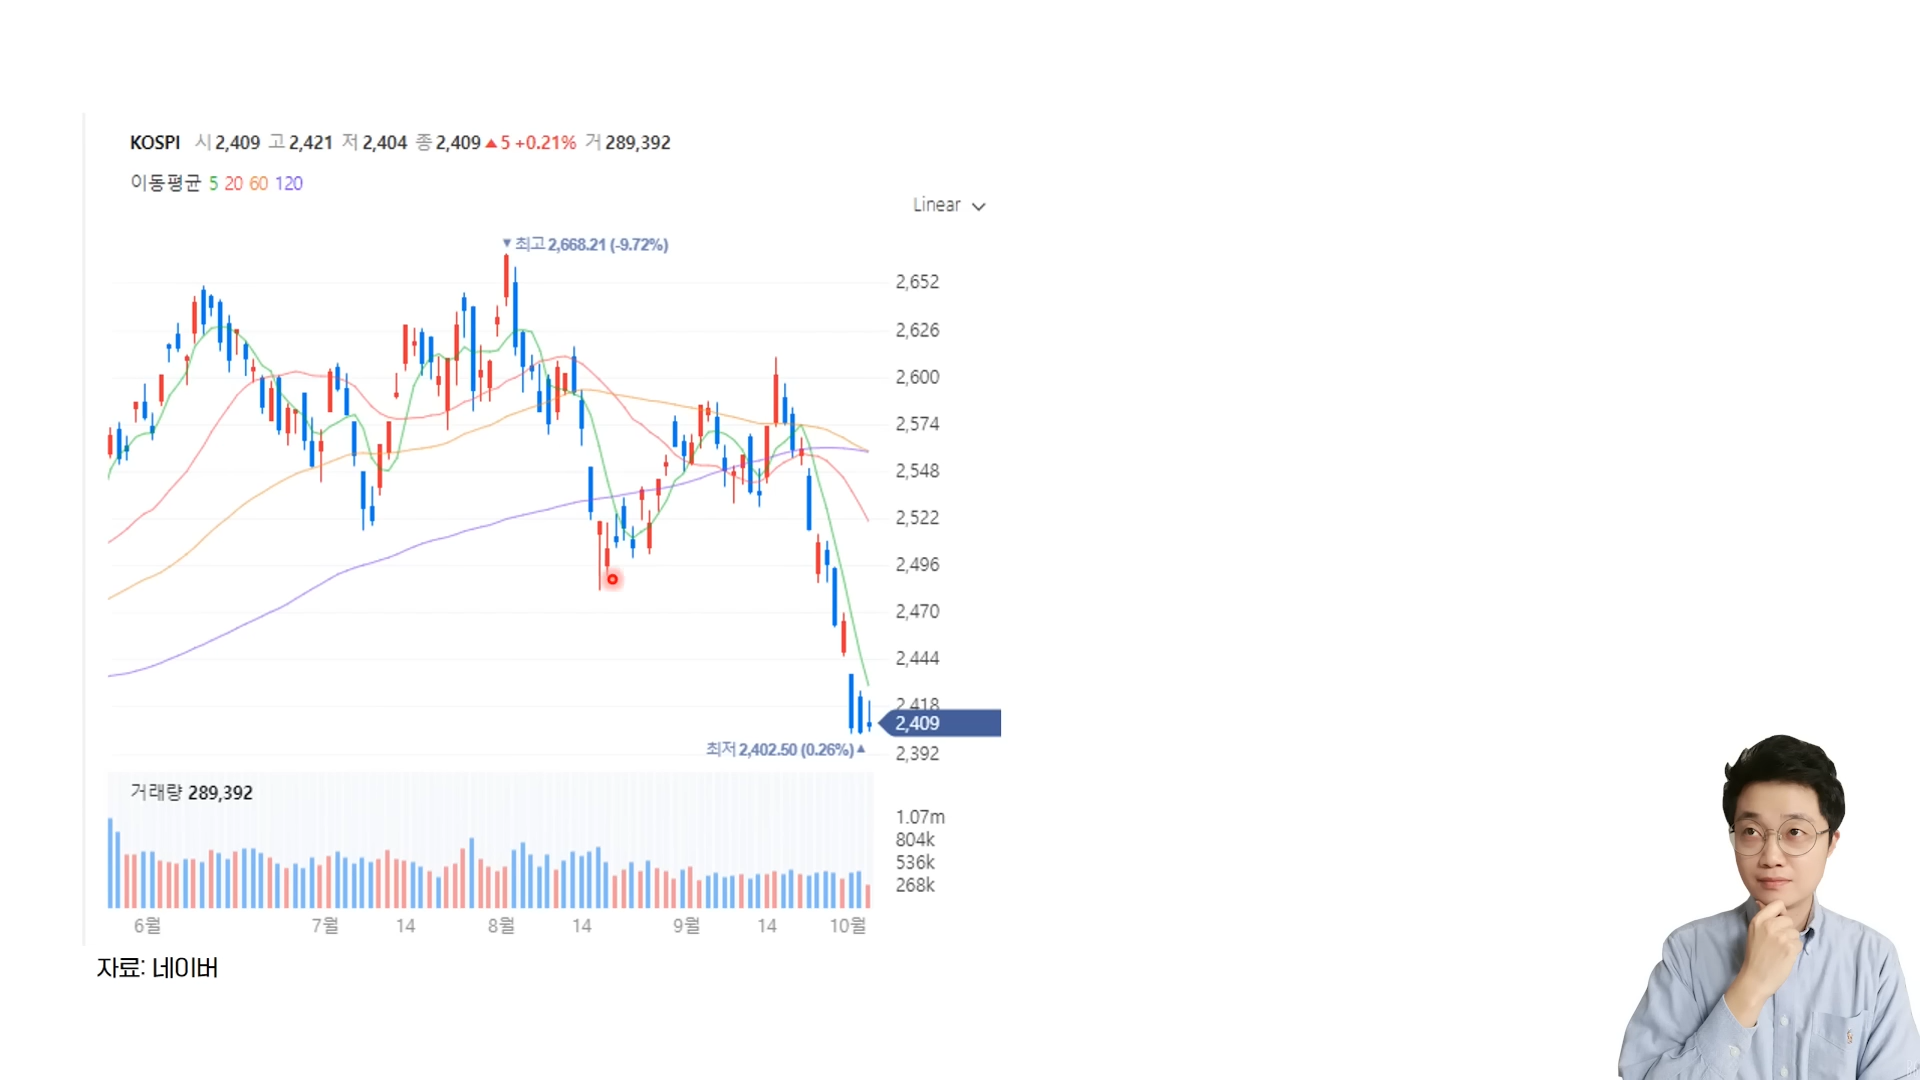 KOSPI 시 2,409 고 2,421 저 2,404 종 2,409 ▲ 5 +0.21% 거 289,392
이동평균 5 20 60 120
Linear
▼ 최고 2,668.21 (-9.72%)
2,652
2,626
2,600
2,574
2,548
2,522
2,496
2,470
2,444
2,418
2,409
최저 2,402.50 (0.26%) ▲
2,392
거래량 289,392
1.07m
804k
536k
268k
6월 7월 14 8월 14 9월 14 10월
자료: 네이버